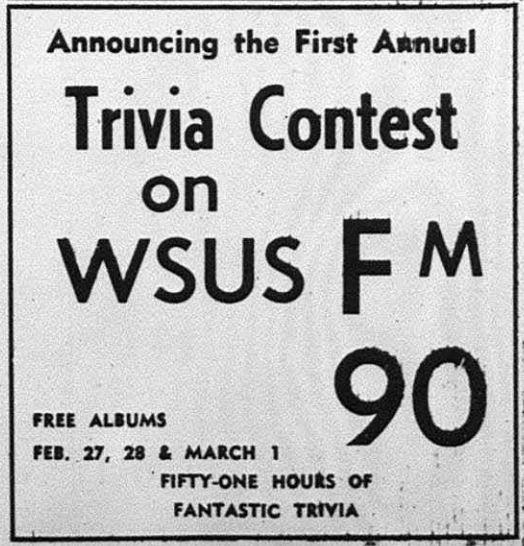 Announcing the First Annual
Trivia Contest
on
WSUS FM
90
FREE ALBUMS
FEB. 27, 28 & MARCH 1
FIFTY-ONE HOURS OF
FANTASTIC TRIVIA